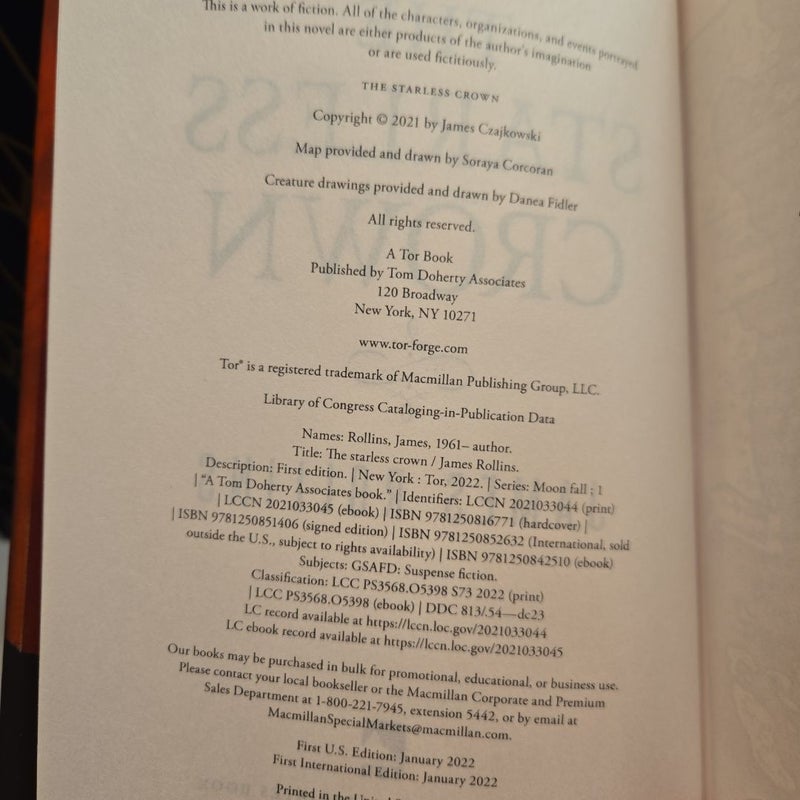 This is a work of fiction. All of the characters, organizations, and events portrayed
in this novel are either products of the author's imagination
or are used fictitiously.
THE STARLESS CROWN
Copyright © 2021 by James Czajkowski
Map provided and drawn by Soraya Corcoran
Creature drawings provided and drawn by Danea Fidler
All rights reserved.
A Tor Book
Published by Tom Doherty Associates
120 Broadway
New York, NY 10271
www.tor-forge.com
Tor® is a registered trademark of Macmillan Publishing Group, LLC.
Library of Congress Cataloging-in-Publication Data
Names: Rollins, James, 1961– author.
Title: The starless crown / James Rollins.
Description: First edition. | New York : Tor, 2022. | Series: Moon fall ; 1
| "A Tom Doherty Associates book." | Identifiers: LCCN 2021033044 (print)
| LCCN 2021033045 (ebook) | ISBN 9781250816771 (hardcover) |
| ISBN 9781250851406 (signed edition) | ISBN 9781250852632 (International, sold
outside the U.S., subject to rights availability) | ISBN 9781250842510 (ebook)
Subjects: GSAFD: Suspense fiction.
Classification: LCC PS3568.O5398 S73 2022 (print)
| LCC PS3568.O5398 (ebook) | DDC 813/.54—dc23
LC record available at https://lccn.loc.gov/2021033044
LC ebook record available at https://lccn.loc.gov/2021033045
Our books may be purchased in bulk for promotional, educational, or business use.
Please contact your local bookseller or the Macmillan Corporate and Premium
Sales Department at 1-800-221-7945, extension 5442, or by email at
MacmillanSpecialMarkets@macmillan.com.
First U.S. Edition: January 2022
First International Edition: January 2022
Printed in the United